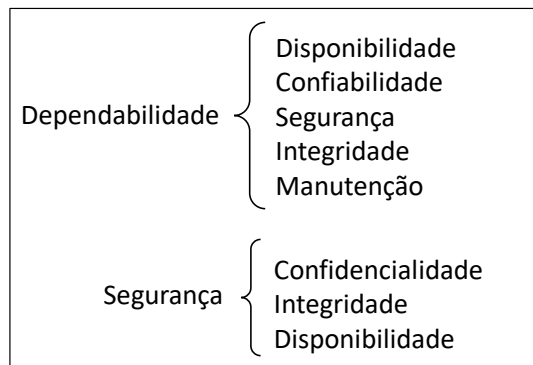 Dependabilidade
Disponibilidade
Confiabilidade
Segurança
Integridade
Manutenção
Segurança
Confidencialidade
Integridade
Disponibilidade